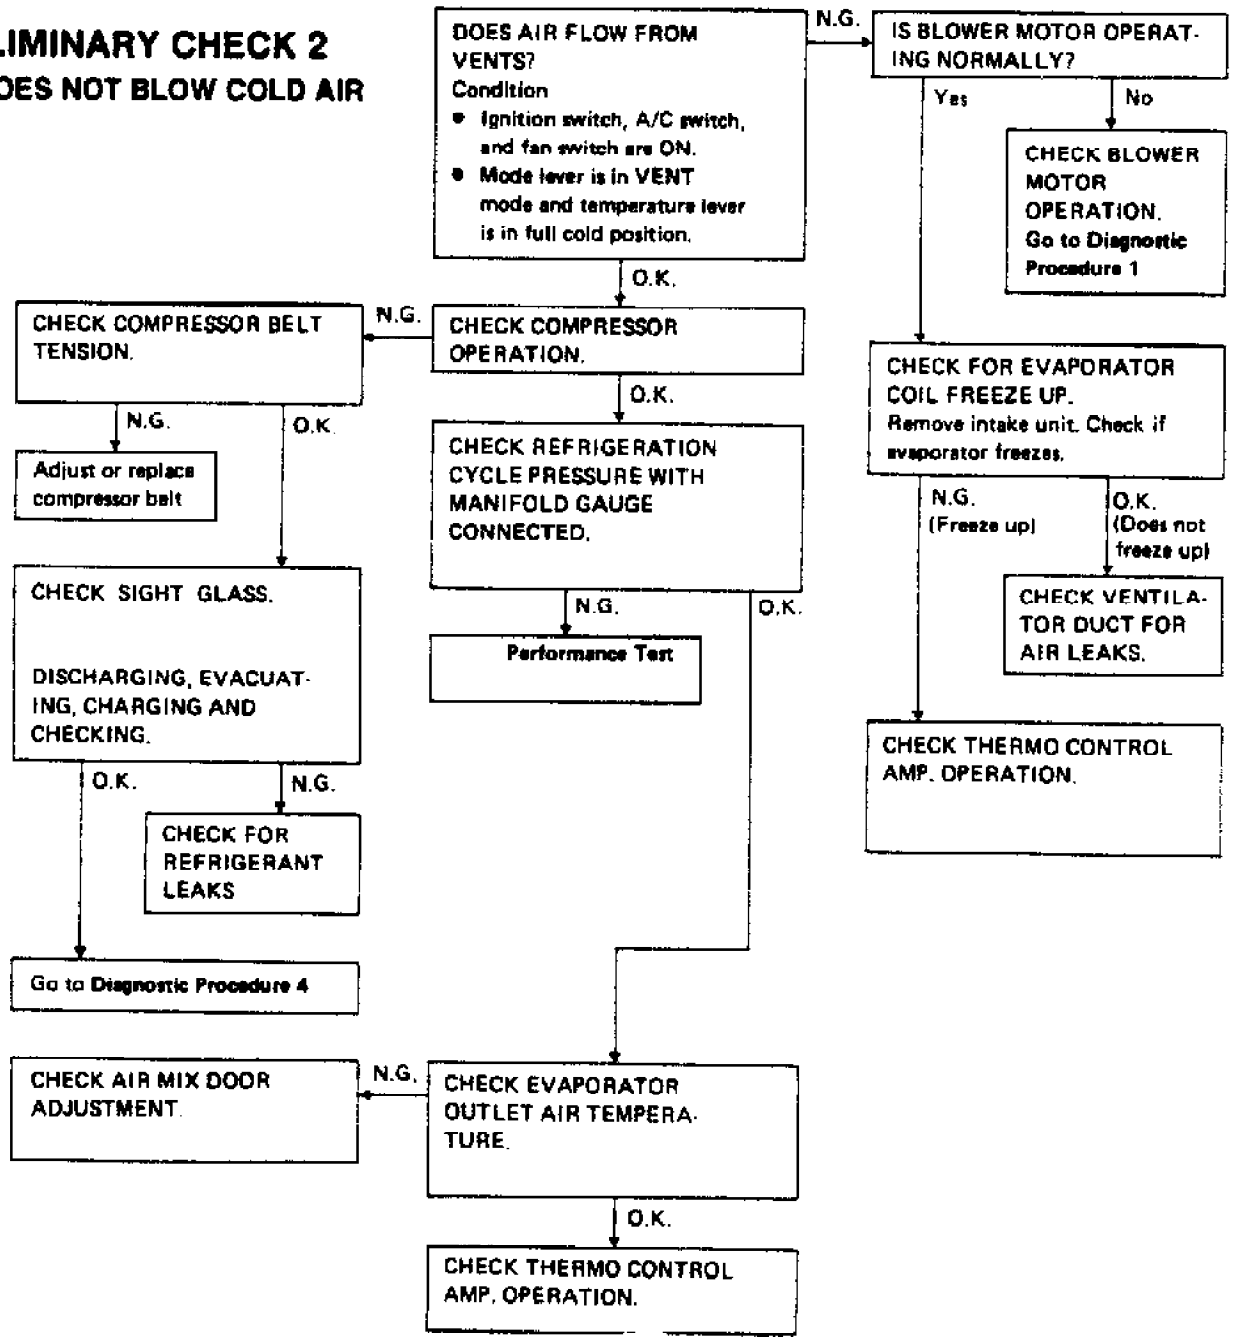 LIMINARY CHECK 2
OES NOT BLOW COLD AIR
DOES AIR FLOW FROM
VENTS?
Condition
• Ignition switch, A/C switch,
and fan switch are ON.
• Mode lever is in VENT
mode and temperature lever
is in full cold position.
N.G.
IS BLOWER MOTOR OPERAT-
ING NORMALLY?
Yes
No
CHECK BLOWER
MOTOR
OPERATION.
Go to Diagnostic
Procedure 1
O.K.
CHECK COMPRESSOR BELT
TENSION.
N.G.
CHECK COMPRESSOR
OPERATION.
CHECK FOR EVAPORATOR
COIL FREEZE UP.
Remove intake unit. Check if
evaporator freezes.
N.G.
O.K.
O.K.
Adjust or replace
compressor belt
CHECK REFRIGERATION
CYCLE PRESSURE WITH
MANIFOLD GAUGE
CONNECTED.
N.G.
(Freeze up)
O.K.
(Does not
freeze up)
CHECK SIGHT GLASS.
DISCHARGING, EVACUAT-
ING, CHARGING AND
CHECKING.
N.G.
O.K.
Performance Test
CHECK VENTILA-
TOR DUCT FOR
AIR LEAKS.
CHECK THERMO CONTROL
AMP. OPERATION.
O.K.
N.G.
CHECK FOR
REFRIGERANT
LEAKS
Go to Diagnostic Procedure 4
CHECK AIR MIX DOOR
ADJUSTMENT.
N.G.
CHECK EVAPORATOR
OUTLET AIR TEMPERA-
TURE.
O.K.
CHECK THERMO CONTROL
AMP. OPERATION.